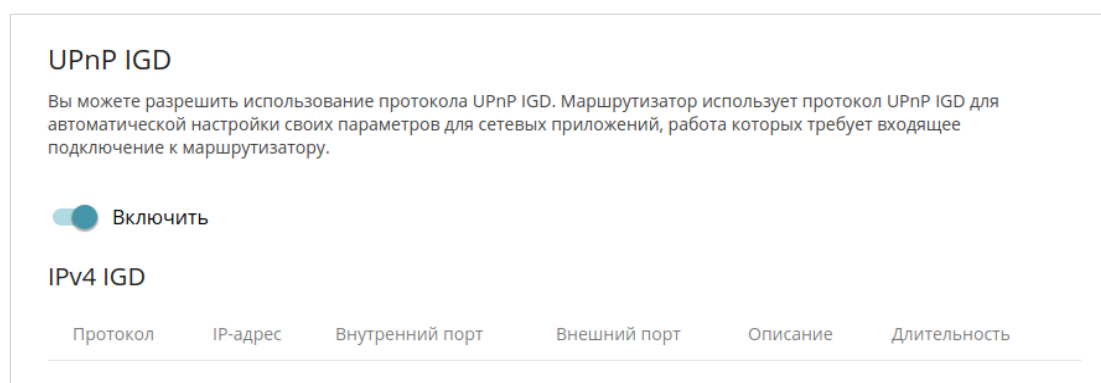 UPnP IGD
Вы можете разрешить использование протокола UPnP IGD. Маршрутизатор использует протокол UPnP IGD для
автоматической настройки своих параметров для сетевых приложений, работа которых требует входящее
подключение к маршрутизатору.
Включить
IPv4 IGD
Протокол IP-адрес Внутренний порт Внешний порт Описание Длительность